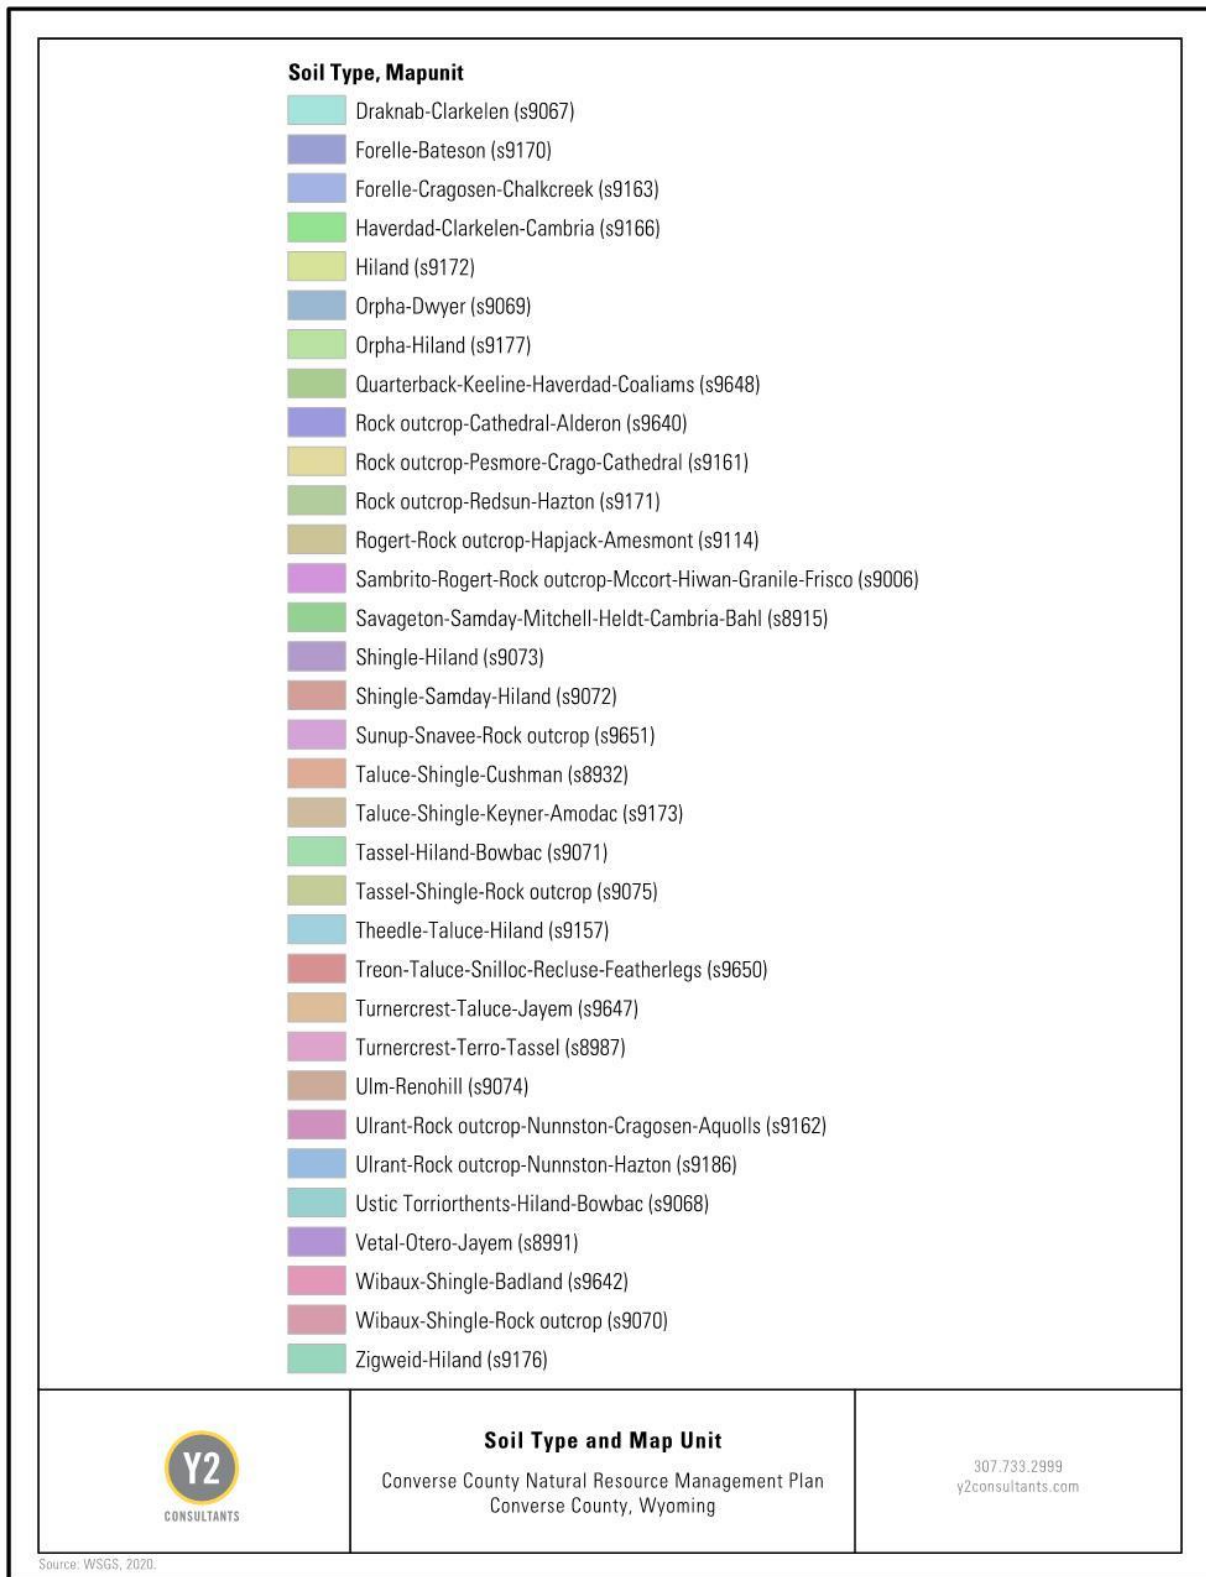 Soil Type, Mapunit
Draknab-Clarkelen (s9067)
Forelle-Bateson (s9170)
Forelle-Cragosen-Chalkcreek (s9163)
Haverdad-Clarkelen-Cambria (s9166)
Hiland (s9172)
Orpha-Dwyer (s9069)
Orpha-Hiland (s9177)
Quarterback-Keeline-Haverdad-Coaliams (s9648)
Rock outcrop-Cathedral-Alderon (s9640)
Rock outcrop-Pesmore-Crago-Cathedral (s9161)
Rock outcrop-Redsun-Hazton (s9171)
Rogert-Rock outcrop-Hapjack-Amesmont (s9114)
Sambrito-Rogert-Rock outcrop-Mccort-Hiwan-Granile-Frisco (s9006)
Savageton-Samday-Mitchell-Heldt-Cambria-Bahl (s8915)
Shingle-Hiland (s9073)
Shingle-Samday-Hiland (s9072)
Sunup-Snavee-Rock outcrop (s9651)
Taluce-Shingle-Cushman (s8932)
Taluce-Shingle-Keyner-Amodac (s9173)
Tassel-Hiland-Bowbac (s9071)
Tassel-Shingle-Rock outcrop (s9075)
Theedle-Taluce-Hiland (s9157)
Treon-Taluce-Snilloc-Recluse-Featherlegs (s9650)
Turnercrest-Taluce-Jayem (s9647)
Turnercrest-Terro-Tassel (s8987)
Ulm-Renohill (s9074)
Ulrant-Rock outcrop-Nunnston-Cragosen-Aquolls (s9162)
Ulrant-Rock outcrop-Nunnston-Hazton (s9186)
Ustic Torriorthents-Hiland-Bowbac (s9068)
Vetal-Otero-Jayem (s8991)
Wibaux-Shingle-Badland (s9642)
Wibaux-Shingle-Rock outcrop (s9070)
Zigweid-Hiland (s9176)
Y2
CONSULTANTS
Soil Type and Map Unit
Converse County Natural Resource Management Plan
Converse County, Wyoming
307.733.2999
y2consultants.com
Source: WSGS, 2020.